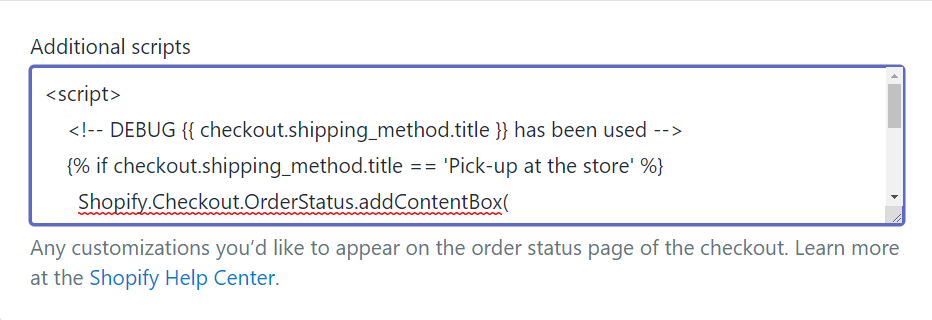 Additional scripts
<script>
<!-- DEBUG {{ checkout.shipping_method.title }} has been used -->
{% if checkout.shipping_method.title == 'Pick-up at the store' %}
Shopify.Checkout.OrderStatus.addContentBox(
Any customizations you’d like to appear on the order status page of the checkout. Learn more
at the Shopify Help Center.